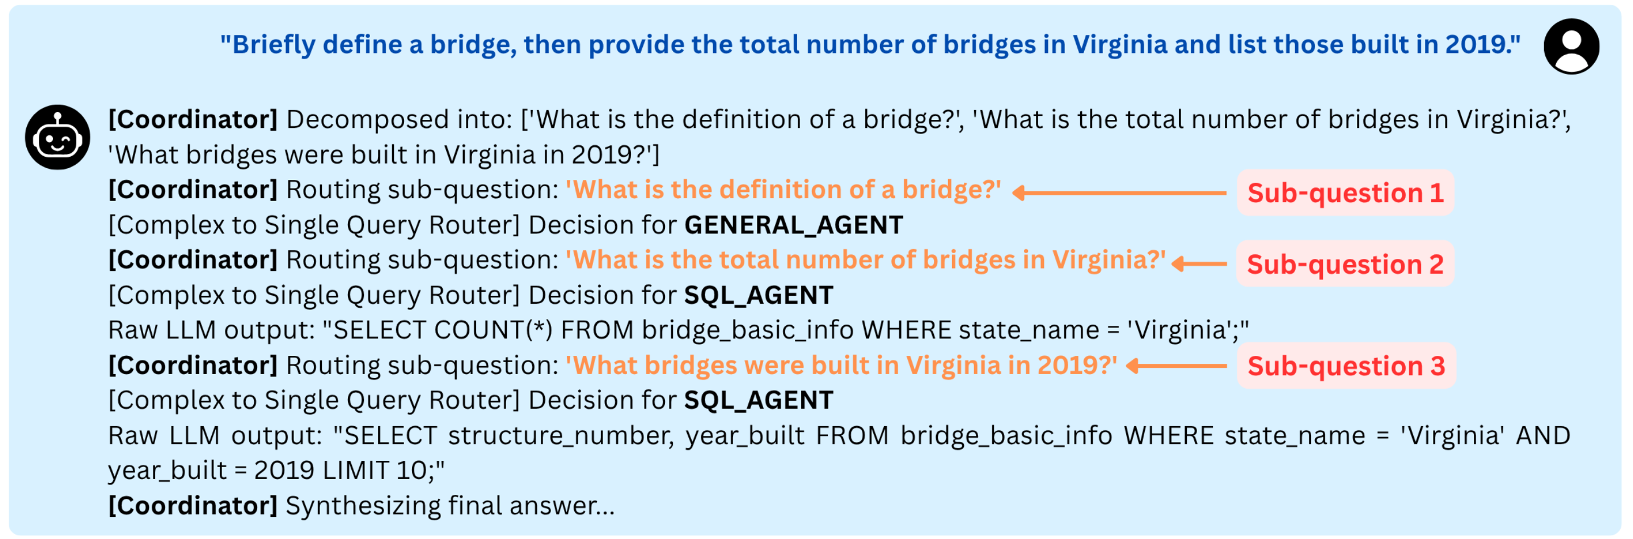 "Briefly define a bridge, then provide the total number of bridges in Virginia and list those built in 2019."
[Coordinator] Decomposed into: ['What is the definition of a bridge?', 'What is the total number of bridges in Virginia?',
'What bridges were built in Virginia in 2019?']
[Coordinator] Routing sub-question: 'What is the definition of a bridge?' Sub-question 1
[Complex to Single Query Router] Decision for GENERAL_AGENT
[Coordinator] Routing sub-question: 'What is the total number of bridges in Virginia?' Sub-question 2
[Complex to Single Query Router] Decision for SQL_AGENT
Raw LLM output: "SELECT COUNT(*) FROM bridge_basic_info WHERE state_name = 'Virginia';"
[Coordinator] Routing sub-question: 'What bridges were built in Virginia in 2019?' Sub-question 3
[Complex to Single Query Router] Decision for SQL_AGENT
Raw LLM output: "SELECT structure_number, year_built FROM bridge_basic_info WHERE state_name = 'Virginia' AND
year_built = 2019 LIMIT 10;"
[Coordinator] Synthesizing final answer...